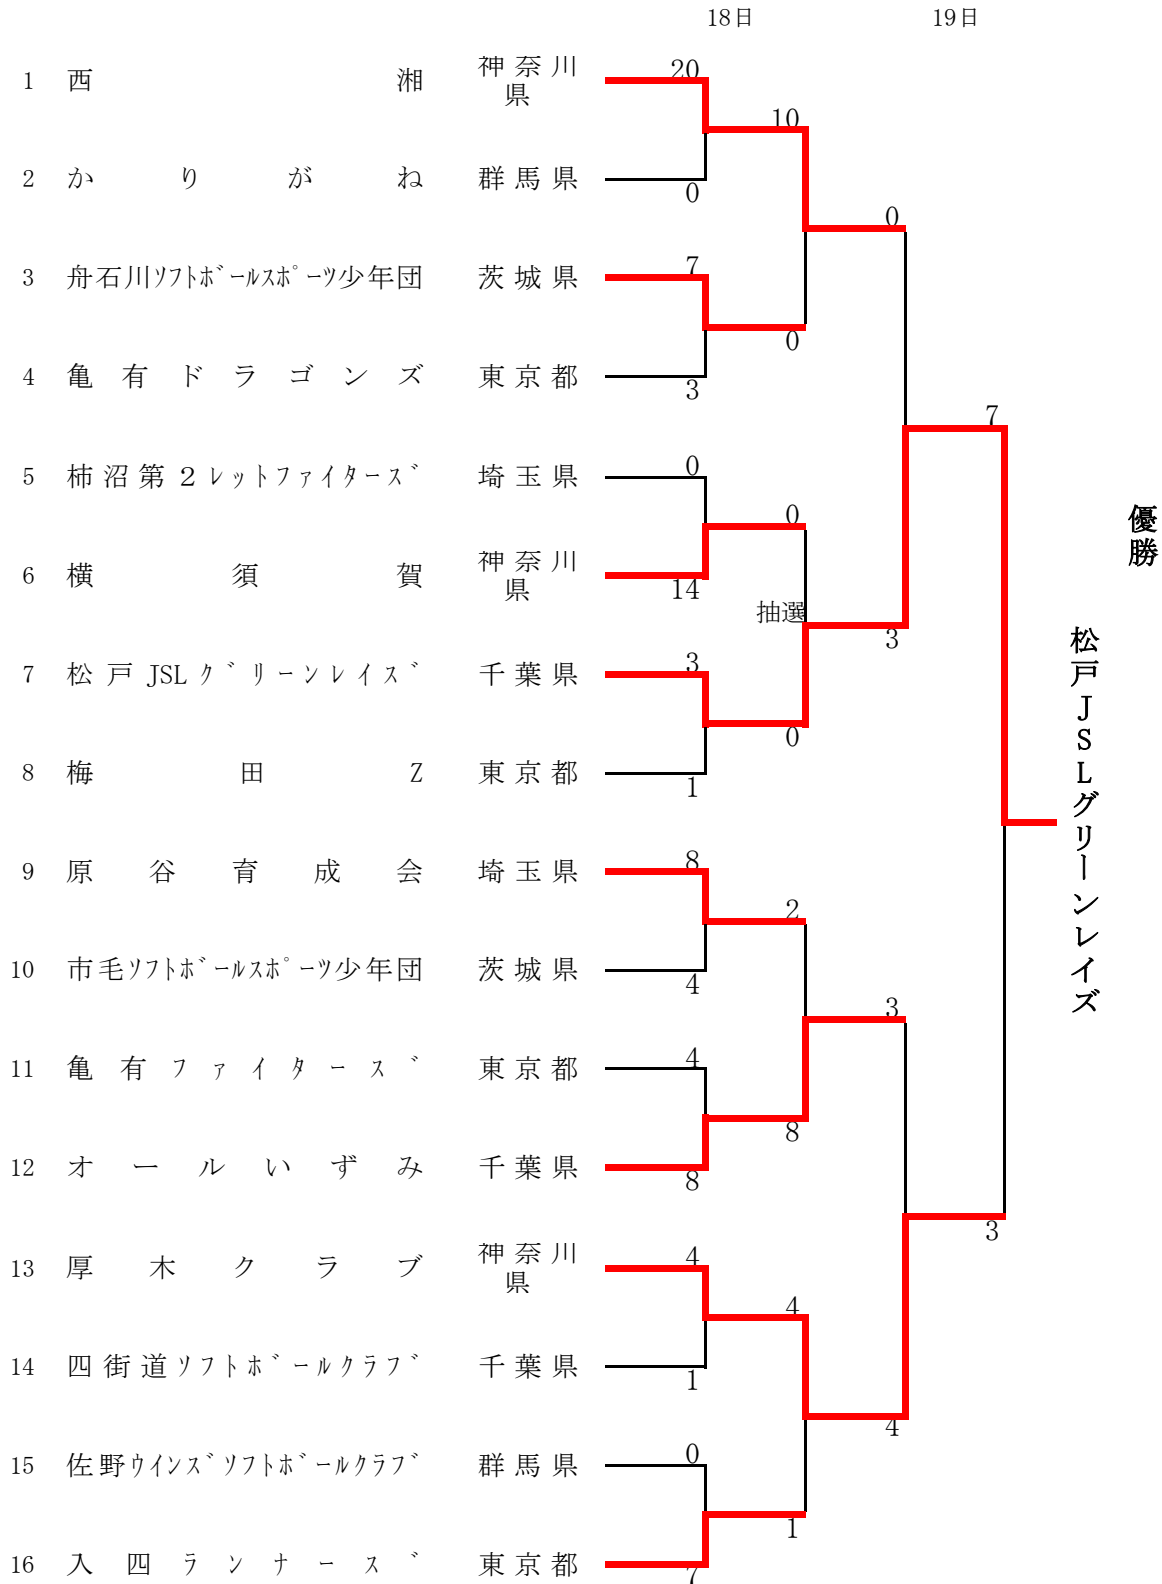 18日 19日
1 西湘 神奈川県 20
10
2 かりがね 群馬県 0
0
3 舟石川ｿﾌﾄﾎﾞｰﾙｽﾎﾟｰﾂ少年団 茨城県 7
0
4 亀有ドラゴンズ 東京都 3
7
5 柿沼第２ﾚｯﾄﾌｧｲﾀｰｽﾞ 埼玉県 0
0
6 横須賀 神奈川県 14
抽選
3
7 松戸JSLｸﾞﾘｰﾝﾚｲｽﾞ 千葉県 3
0
8 梅田Z 東京都 1
優勝
松戸JSLグリーンレイズ
9 原谷育成会 埼玉県 8
2
10 市毛ｿﾌﾄﾎﾞｰﾙｽﾎﾟｰﾂ少年団 茨城県 4
3
11 亀有ﾌｧｲﾀｰｽﾞ 東京都 4
8
12 オールいずみ 千葉県 8
3
13 厚木クラブ 神奈川県 4
4
14 四街道ｿﾌﾄﾎﾞｰﾙｸﾗﾌﾞ 千葉県 1
4
15 佐野ｳｲﾝｽﾞｿﾌﾄﾎﾞｰﾙｸﾗﾌﾞ 群馬県 0
1
16 入四ﾗﾝﾅｰｽﾞ 東京都 7